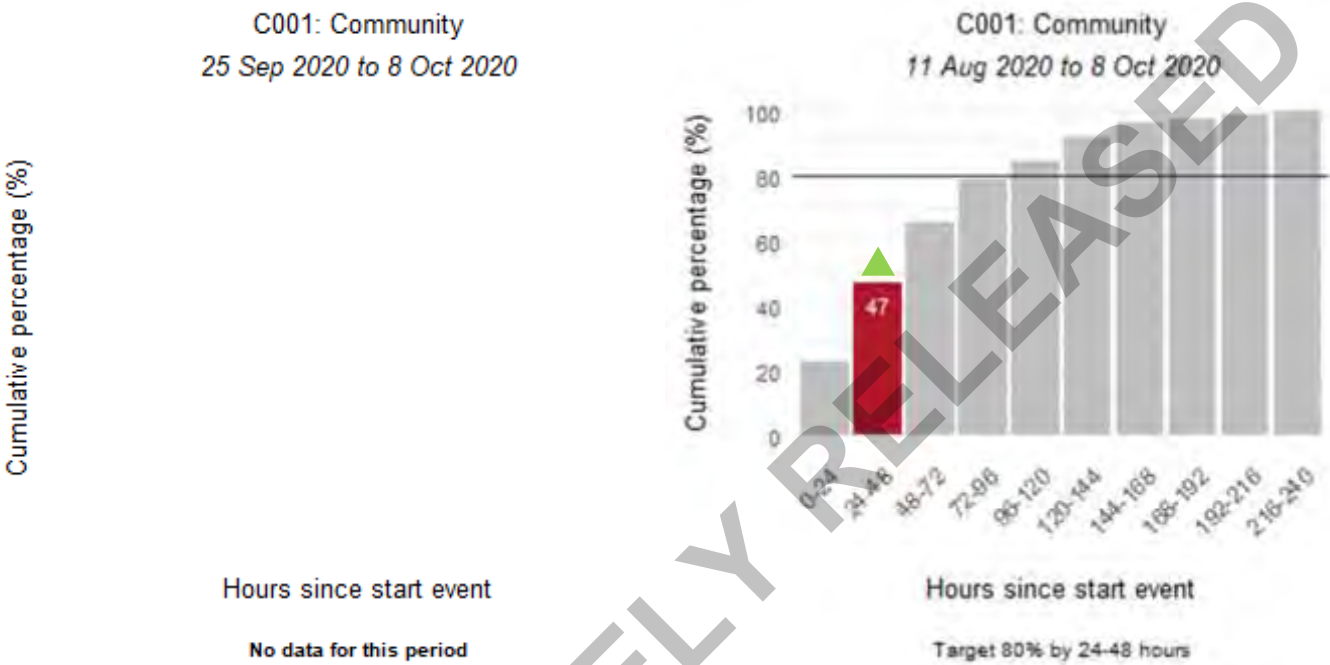 C001: Community
25 Sep 2020 to 8 Oct 2020
Cumulative percentage (%)
Hours since start event
No data for this period
C001: Community
11 Aug 2020 to 8 Oct 2020
Cumulative percentage (%)
100
80
60
40
20
0
47
0-24
24-48
48-72
72-96
96-120
120-144
144-168
168-192
192-216
216-240
Hours since start event
Target 80% by 24-48 hours
ELY RELEASED